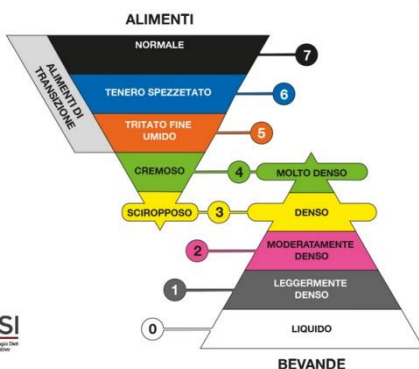 ALIMENTI
NORMALE
7
ALIMENTI DI
TRANSIZIONE
TENERO SPEZZETATO
6
TRITATO FINE
UMIDO
5
CREMOSO
4
MOLTO DENSO
SCIROPPOSO
3
DENSO
2
MODERATAMENTE
DENSO
1
LEGGERMENTE
DENSO
0
LIQUIDO
SI
BEVANDE